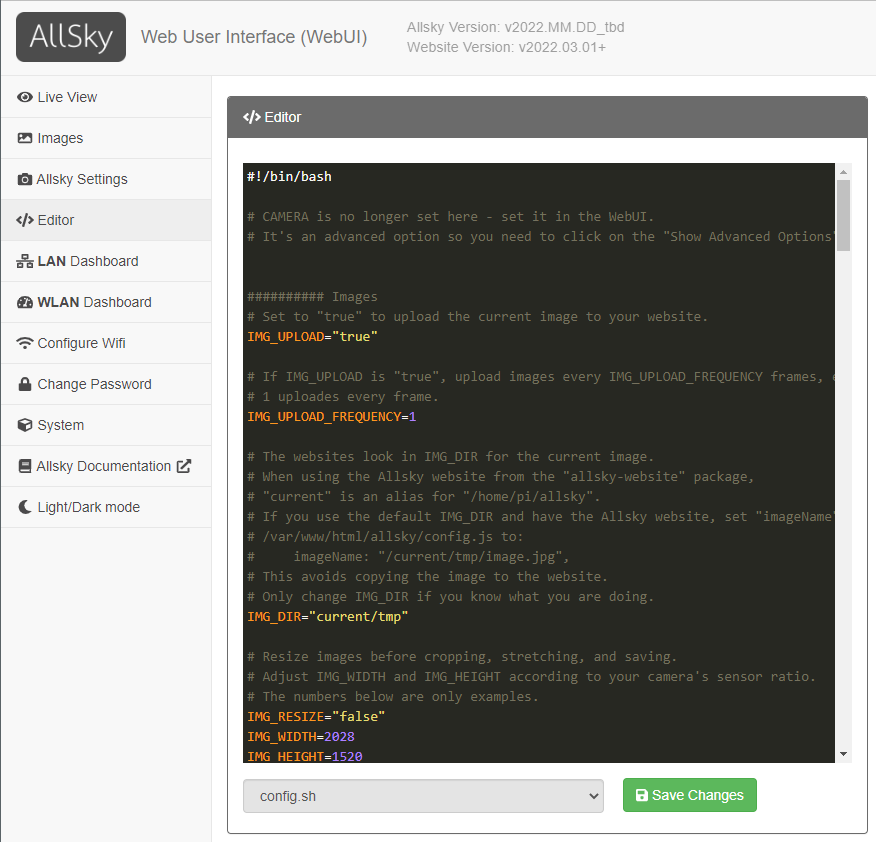 AllSky
Web User Interface (WebUI)
Allsky Version: v2022.MM.DD_tbd
Website Version: v2022.03.01+
Live View
Images
Allsky Settings
Editor
LAN Dashboard
WLAN Dashboard
Configure Wifi
Change Password
System
Allsky Documentation
Light/Dark mode
</> Editor
#!/bin/bash
# CAMERA is no longer set here - set it in the WebUI.
# It's an advanced option so you need to click on the "Show Advanced Options"
########## Images
# Set to "true" to upload the current image to your website.
IMG_UPLOAD="true"
# If IMG_UPLOAD is "true", upload images every IMG_UPLOAD_FREQUENCY frames,
# 1 uploades every frame.
IMG_UPLOAD_FREQUENCY=1
# The websites look in IMG_DIR for the current image.
# When using the Allsky website from the "allsky-website" package,
# "current" is an alias for "/home/pi/allsky".
# If you use the default IMG_DIR and have the Allsky website, set "imageName"
# /var/www/html/allsky/config.js to:
#     imageName: "/current/tmp/image.jpg",
# This avoids copying the image to the website.
# Only change IMG_DIR if you know what you are doing.
IMG_DIR="current/tmp"
# Resize images before cropping, stretching, and saving.
# Adjust IMG_WIDTH and IMG_HEIGHT according to your camera's sensor ratio.
# The numbers below are only examples.
IMG_RESIZE="false"
IMG_WIDTH=2028
IMG_HEIGHT=1520
config.sh
Save Changes